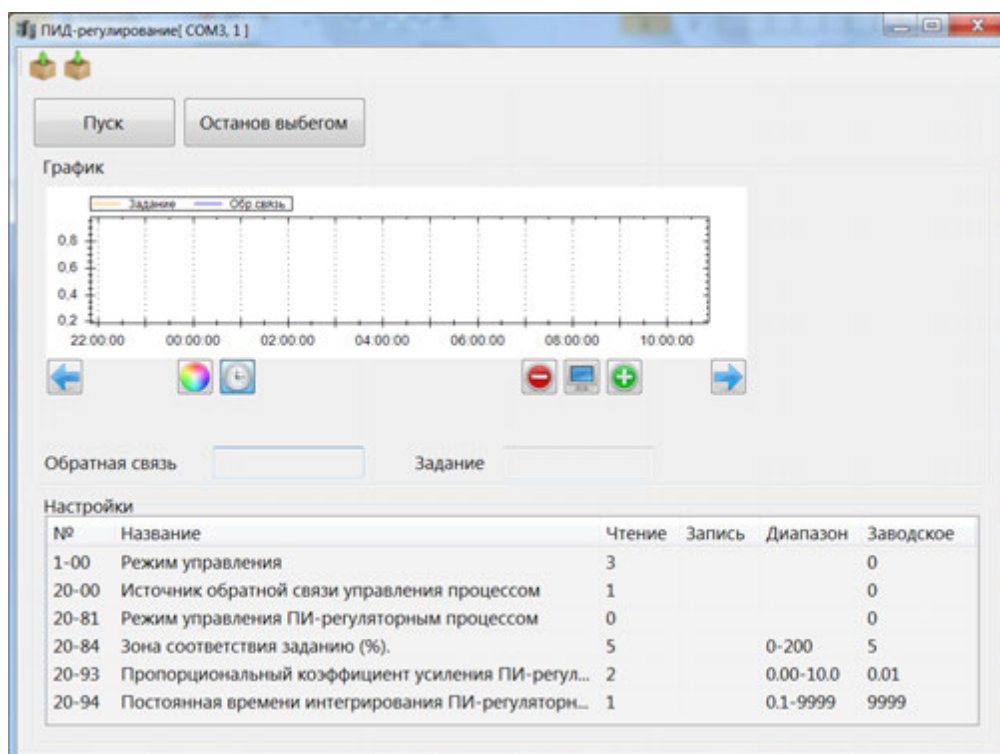 ПИД-регулирование[ COM3, 1 ]
Пуск Останов выбегом
График
Задание Обр.связь
0,8
0,6
0,4
0,2
22:00:00 00:00:00 02:00:00 04:00:00 06:00:00 08:00:00 10:00:00
Обратная связь Задание
Настройки
№ Название Чтение Запись Диапазон Заводское
1-00 Режим управления 3 0
20-00 Источник обратной связи управления процессом 1 0
20-81 Режим управления ПИ-регуляторным процессом 0 0
20-84 Зона соответствия заданию (%). 5 0-200 5
20-93 Пропорциональный коэффициент усиления ПИ-регул... 2 0.00-10.0 0.01
20-94 Постоянная времени интегрирования ПИ-регуляторн... 1 0.1-9999 9999